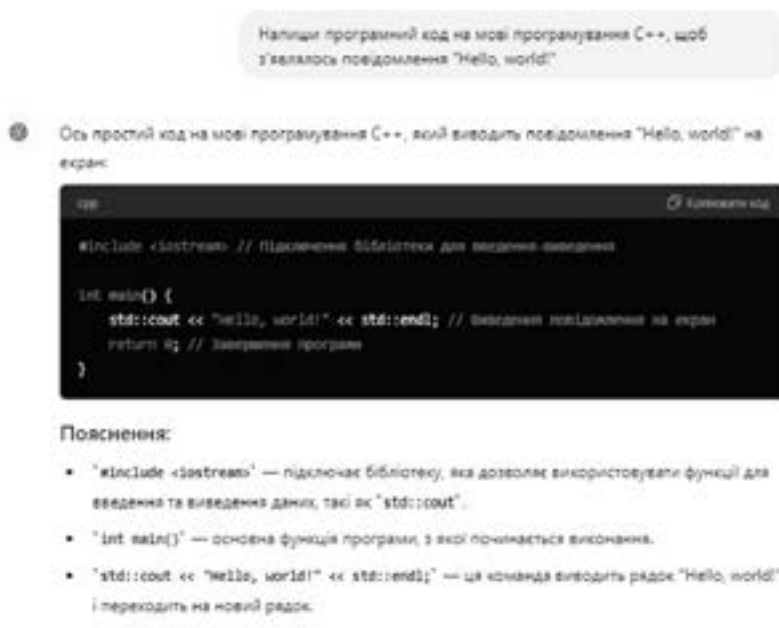 Напиши програмний код на мові програмування C++, щоб
з'являлось повідомлення "Hello, world!"
Ось простий код на мові програмування C++, який виводить повідомлення "Hello, world!" на
екран:
cpp
Копіювати код
#include <iostream> // Підключення бібліотеки для введення-виведення
int main() {
std::cout << "Hello, world!" << std::endl; // Виведення повідомлення на екран
return 0; // Завершення програми
}
Пояснення:
• `#include <iostream>` — підключає бібліотеку, яка дозволяє використовувати функції для
введення та виведення даних, такі як `std::cout`.
• `int main()` — основна функція програми, з якої починається виконання.
• `std::cout << "Hello, world!" << std::endl;` — ця команда виводить рядок "Hello, world!"
і переходить на новий рядок.